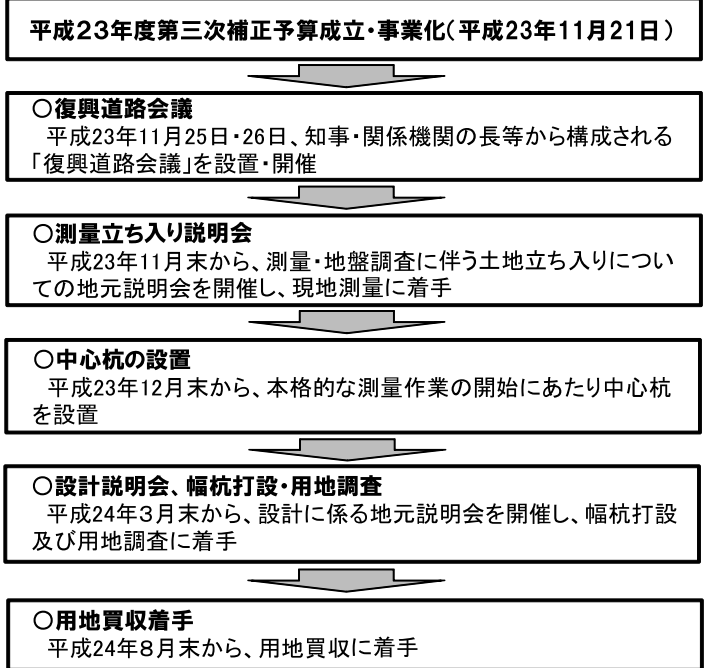 平成23年度第三次補正予算成立・事業化(平成23年11月21日)
○復興道路会議
平成23年11月25日・26日、知事・関係機関の長等から構成される
「復興道路会議」を設置・開催
○測量立ち入り説明会
平成23年11月末から、測量・地盤調査に伴う土地立ち入りについ
ての地元説明会を開催し、現地測量に着手
○中心杭の設置
平成23年12月末から、本格的な測量作業の開始にあたり中心杭
を設置
○設計説明会、幅杭打設・用地調査
平成24年3月末から、設計に係る地元説明会を開催し、幅杭打設
及び用地調査に着手
○用地買収着手
平成24年8月末から、用地買収に着手